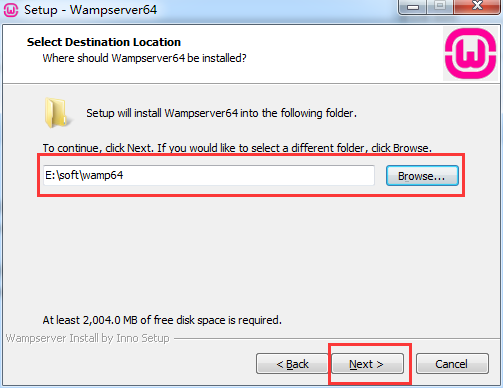 Setup - Wampserver64
Select Destination Location
Where should Wampserver64 be installed?
Setup will install Wampserver64 into the following folder.
To continue, click Next. If you would like to select a different folder, click Browse.
E:\soft\wamp64
Browse...
At least 2,004.0 MB of free disk space is required.
Wampserver Install by Inno Setup
< Back
Next >
Cancel